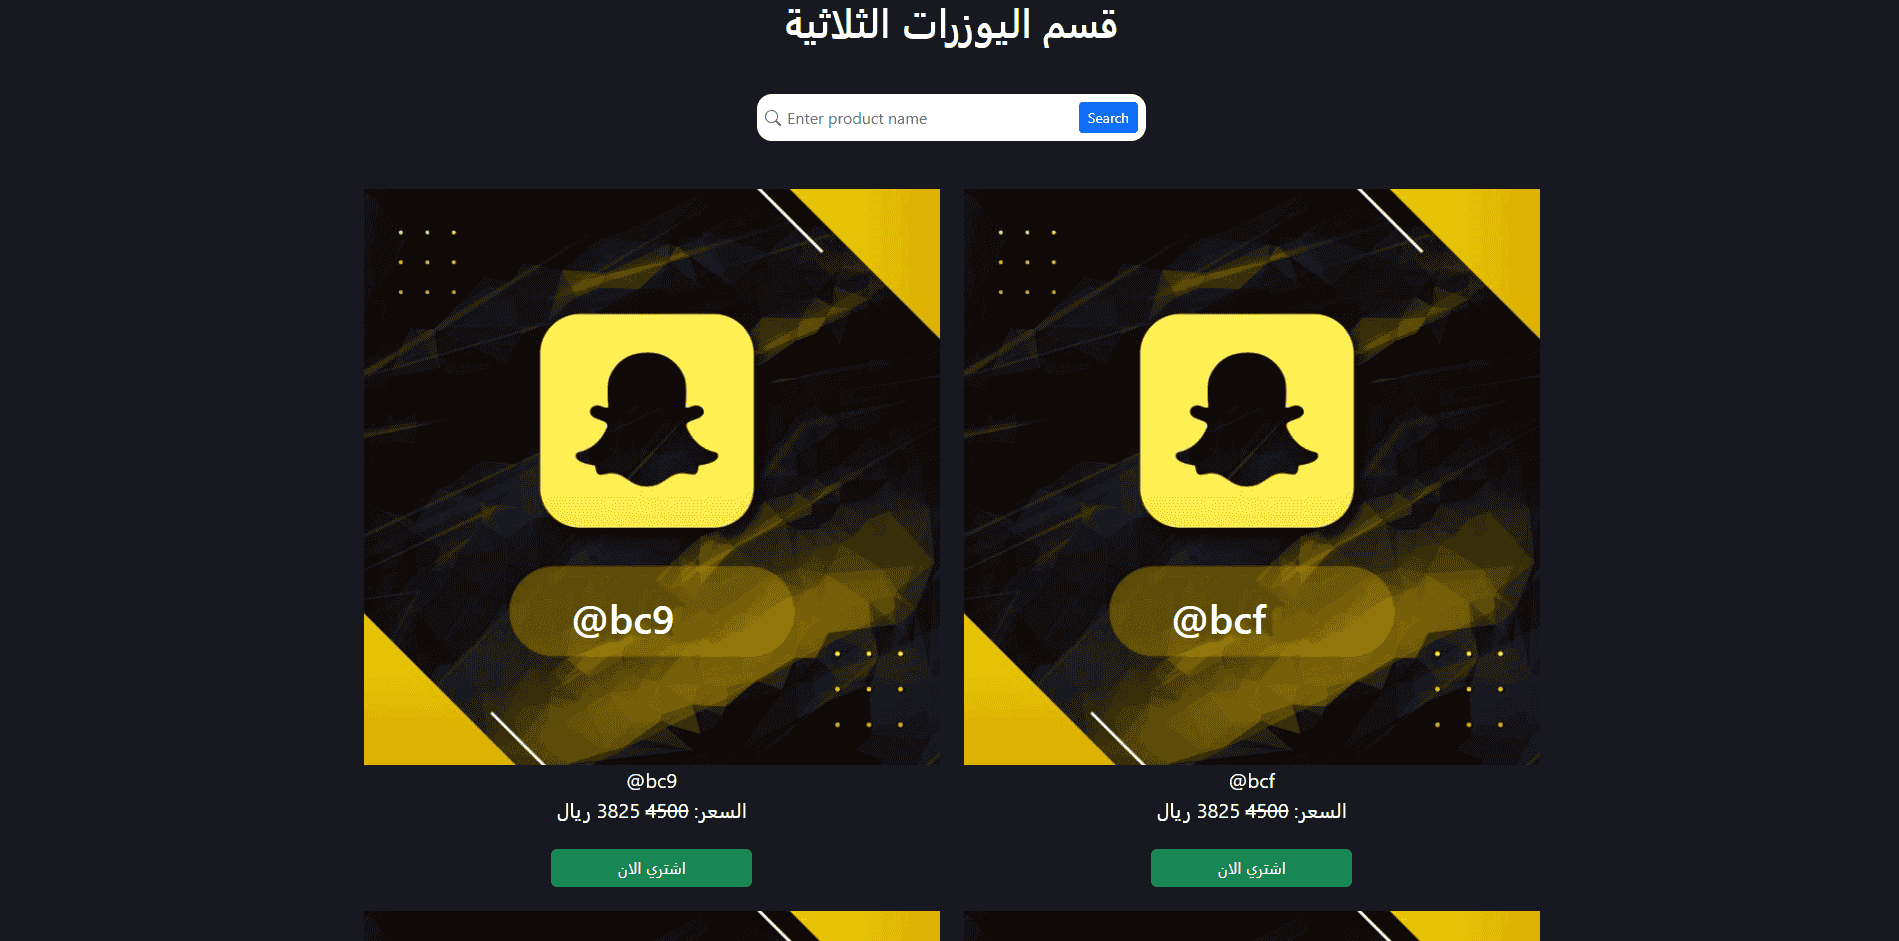 قسم اليوزرات الثلاثية
Enter product name
Search
@bc9
@bcf
@bc9
السعر: 4500 3825 ريال
اشتري الان
@bcf
السعر: 4500 3825 ريال
اشتري الان